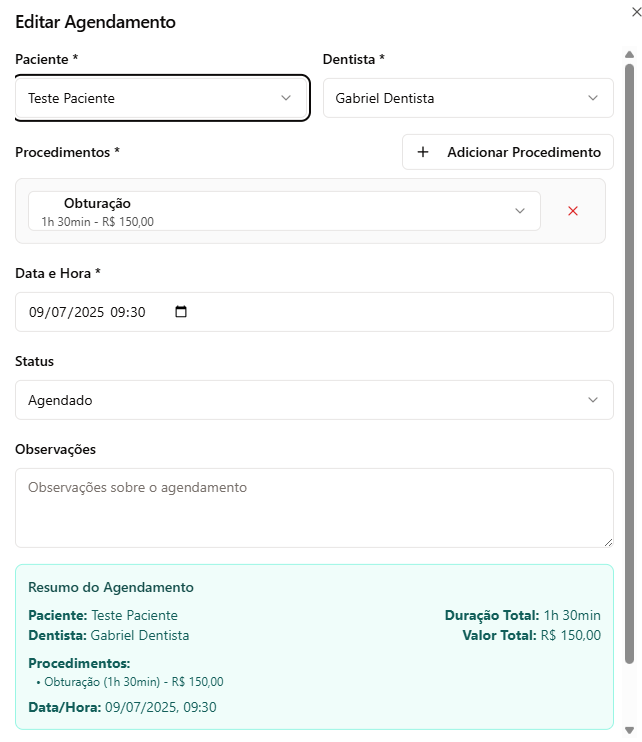 Editar Agendamento
Paciente *
Dentista *
Teste Paciente
Gabriel Dentista
Procedimentos *
+ Adicionar Procedimento
Obturação
1h 30min - R$ 150,00
Data e Hora *
09/07/2025 09:30
Status
Agendado
Observações
Observações sobre o agendamento
Resumo do Agendamento
Paciente: Teste Paciente
Duração Total: 1h 30min
Dentista: Gabriel Dentista
Valor Total: R$ 150,00
Procedimentos:
• Obturação (1h 30min) - R$ 150,00
Data/Hora: 09/07/2025, 09:30